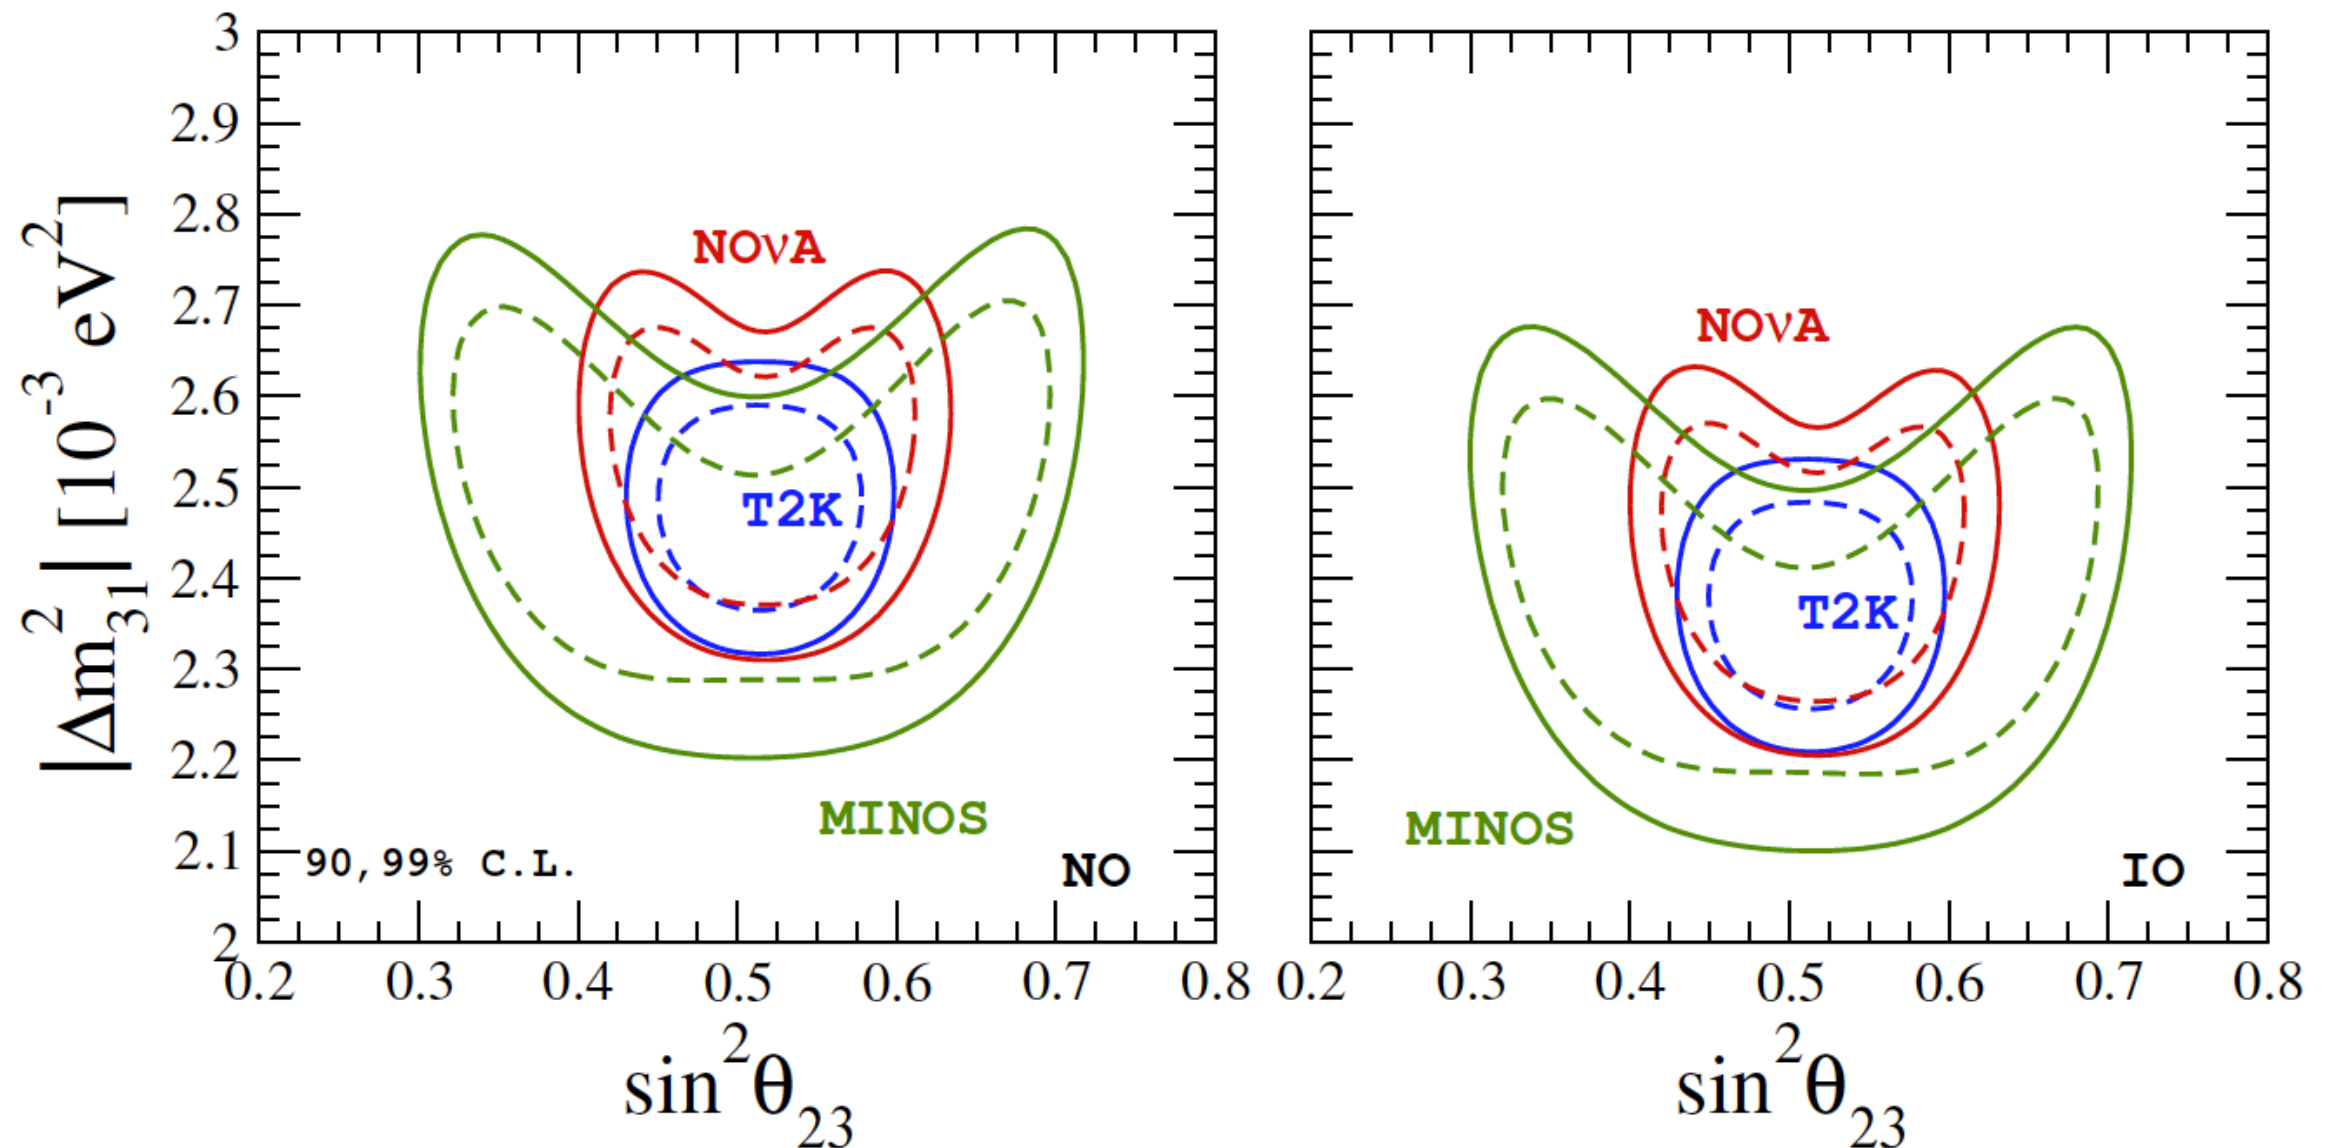 |Δm²₃₁| [10⁻³ eV²]
3
2.9
2.8
2.7
2.6
2.5
2.4
2.3
2.2
2.1
2
NOνA
T2K
MINOS
90,99% C.L.
NO
0.2 0.3 0.4 0.5 0.6 0.7 0.8
sin²θ₂₃
NOνA
T2K
MINOS
IO
0.2 0.3 0.4 0.5 0.6 0.7 0.8
sin²θ₂₃